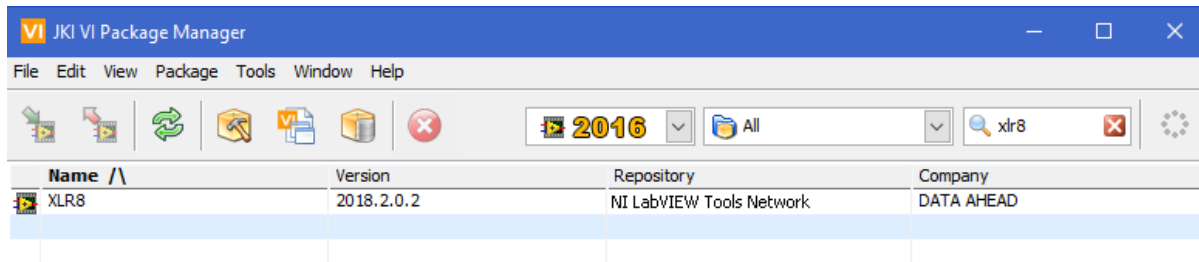 VI JKI VI Package Manager
File Edit View Package Tools Window Help
2016 All xlr8
Name /\ Version Repository Company
XLR8 2018.2.0.2 NI LabVIEW Tools Network DATA AHEAD